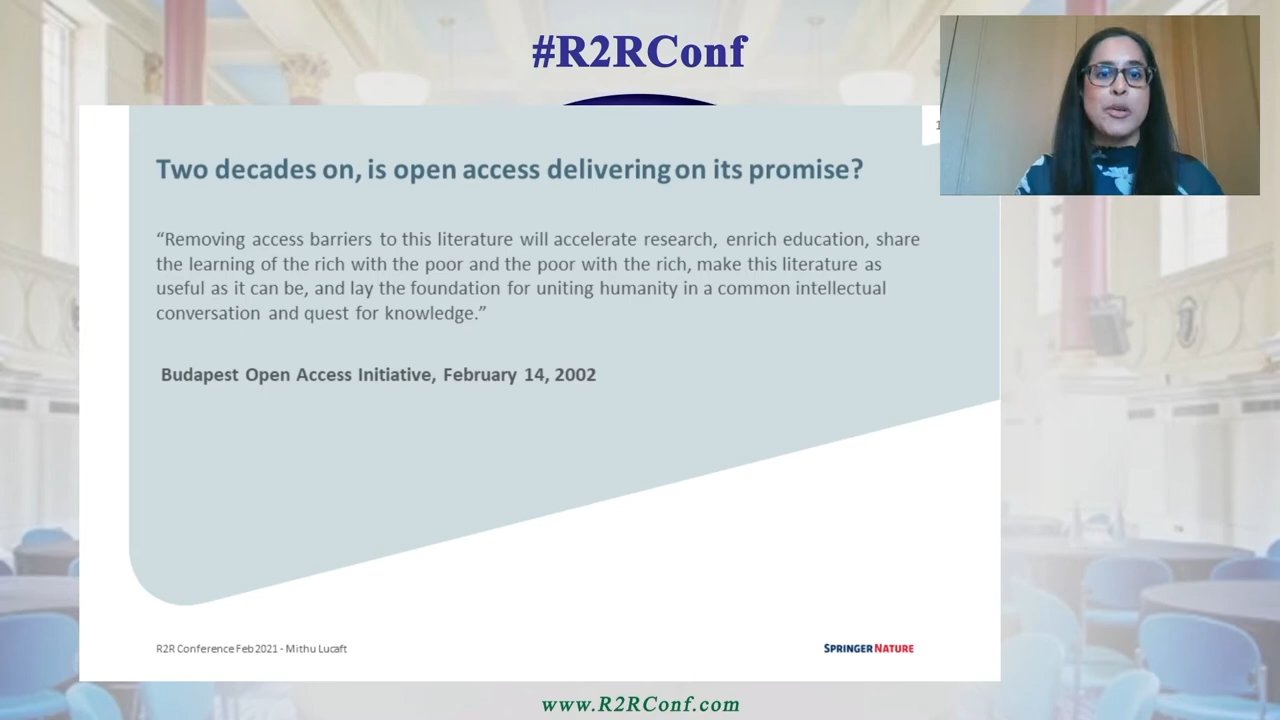 #R2RConf
Two decades on, is open access delivering on its promise?
“Removing access barriers to this literature will accelerate research, enrich education, share
the learning of the rich with the poor and the poor with the rich, make this literature as
useful as it can be, and lay the foundation for uniting humanity in a common intellectual
conversation and quest for knowledge.”
Budapest Open Access Initiative, February 14, 2002
R2R Conference Feb 2021 - Mithu Lucaft
SPRINGER NATURE
www.R2RConf.com